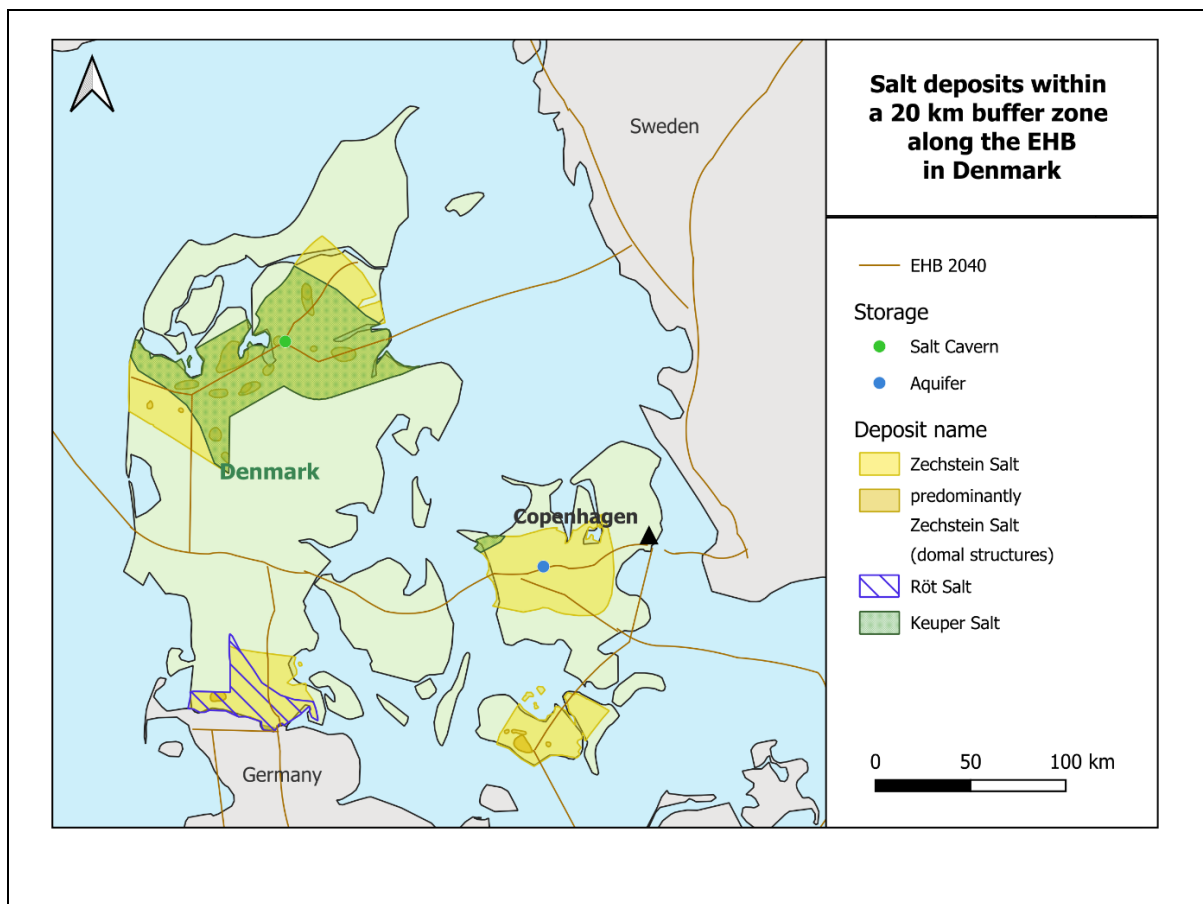 Salt deposits within
a 20 km buffer zone
along the EHB
in Denmark
Sweden
Denmark
Copenhagen
Germany
EHB 2040
Storage
Salt Cavern
Aquifer
Deposit name
Zechstein Salt
predominantly
Zechstein Salt
(domal structures)
Röt Salt
Keuper Salt
0 50 100 km